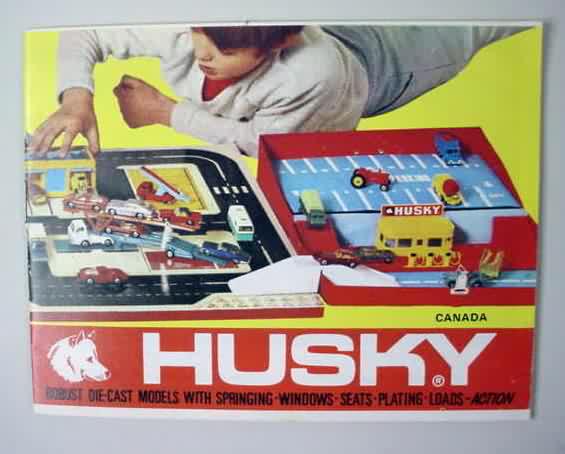 PARKING
HUSKY
CANADA
HUSKY®
ROBUST DIE-CAST MODELS WITH SPRINGING·WINDOWS·SEATS·PLATING·LOADS·ACTION